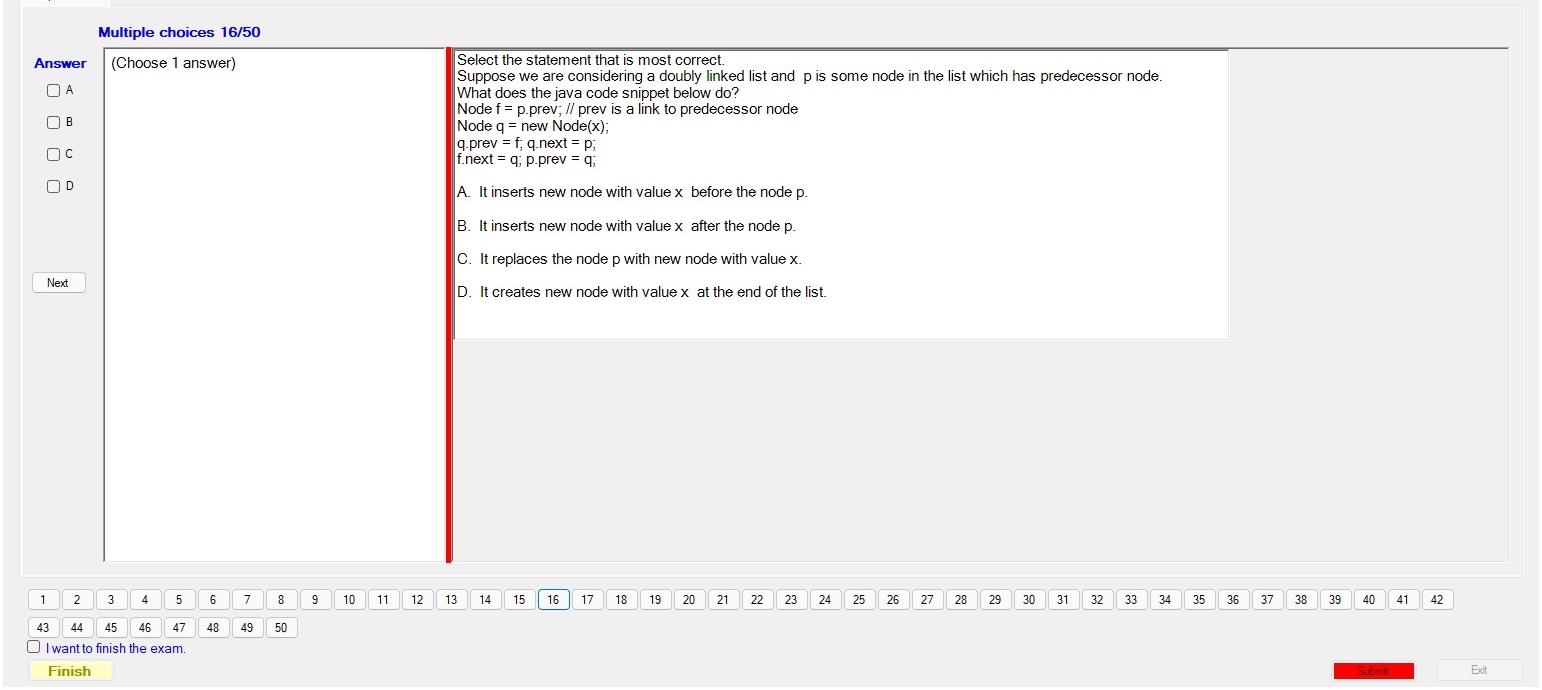 Multiple choices 16/50
Answer
(Choose 1 answer)
A
B
C
D
Next
Select the statement that is most correct.
Suppose we are considering a doubly linked list and p is some node in the list which has predecessor node.
What does the java code snippet below do?
Node f = p.prev; // prev is a link to predecessor node
Node q = new Node(x);
q.prev = f; q.next = p;
f.next = q; p.prev = q;
A. It inserts new node with value x before the node p.
B. It inserts new node with value x after the node p.
C. It replaces the node p with new node with value x.
D. It creates new node with value x at the end of the list.
1 2 3 4 5 6 7 8 9 10 11 12 13 14 15 16 17 18 19 20 21 22 23 24 25 26 27 28 29 30 31 32 33 34 35 36 37 38 39 40 41 42
43 44 45 46 47 48 49 50
I want to finish the exam.
Finish
Submit
Exit